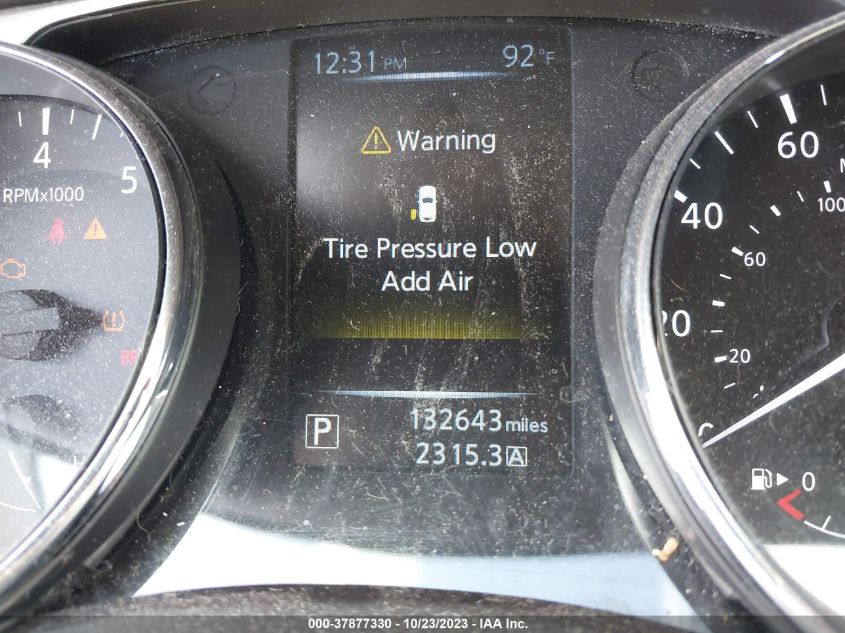 12:31 PM 92°F
Warning
Tire Pressure Low
Add Air
P
132643 miles
2315.3 A
4
5
RPMx1000
60
40
20
100
60
20
0
000-37877330 - 10/23/2023 - IAA Inc.